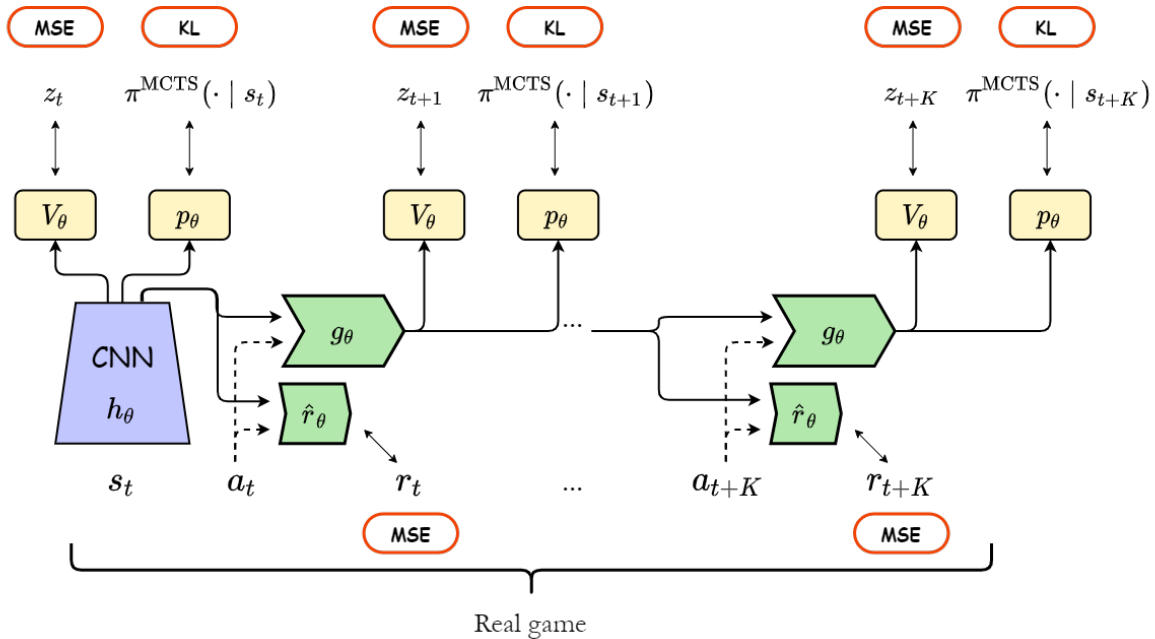 MSE KL MSE KL MSE KL
z_t π^MCTS(· | s_t) z_{t+1} π^MCTS(· | s_{t+1}) z_{t+K} π^MCTS(· | s_{t+K})
V_θ p_θ V_θ p_θ V_θ p_θ
g_θ ... g_θ
CNN
h_θ r̂_θ r̂_θ
s_t a_t r_t ... a_{t+K} r_{t+K}
MSE MSE
Real game